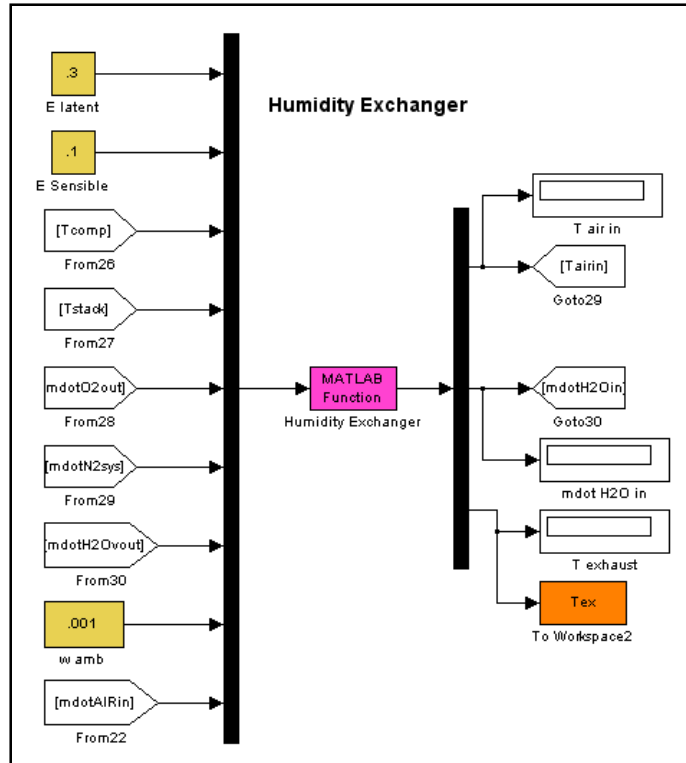 .3
E latent
Humidity Exchanger
.1
E Sensible
[Tcomp]
From26
[Tstack]
From27
mdotO2out]
From28
[mdotN2sys]
From29
[mdotH2Ovout]
From30
.001
w amb
[mdotAIRin]
From22
MATLAB
Function
Humidity Exchanger
T air in
[Tairin]
Goto29
[mdotH2Oin]
Goto30
mdot H2O in
T exhaust
Tex
To Workspace2